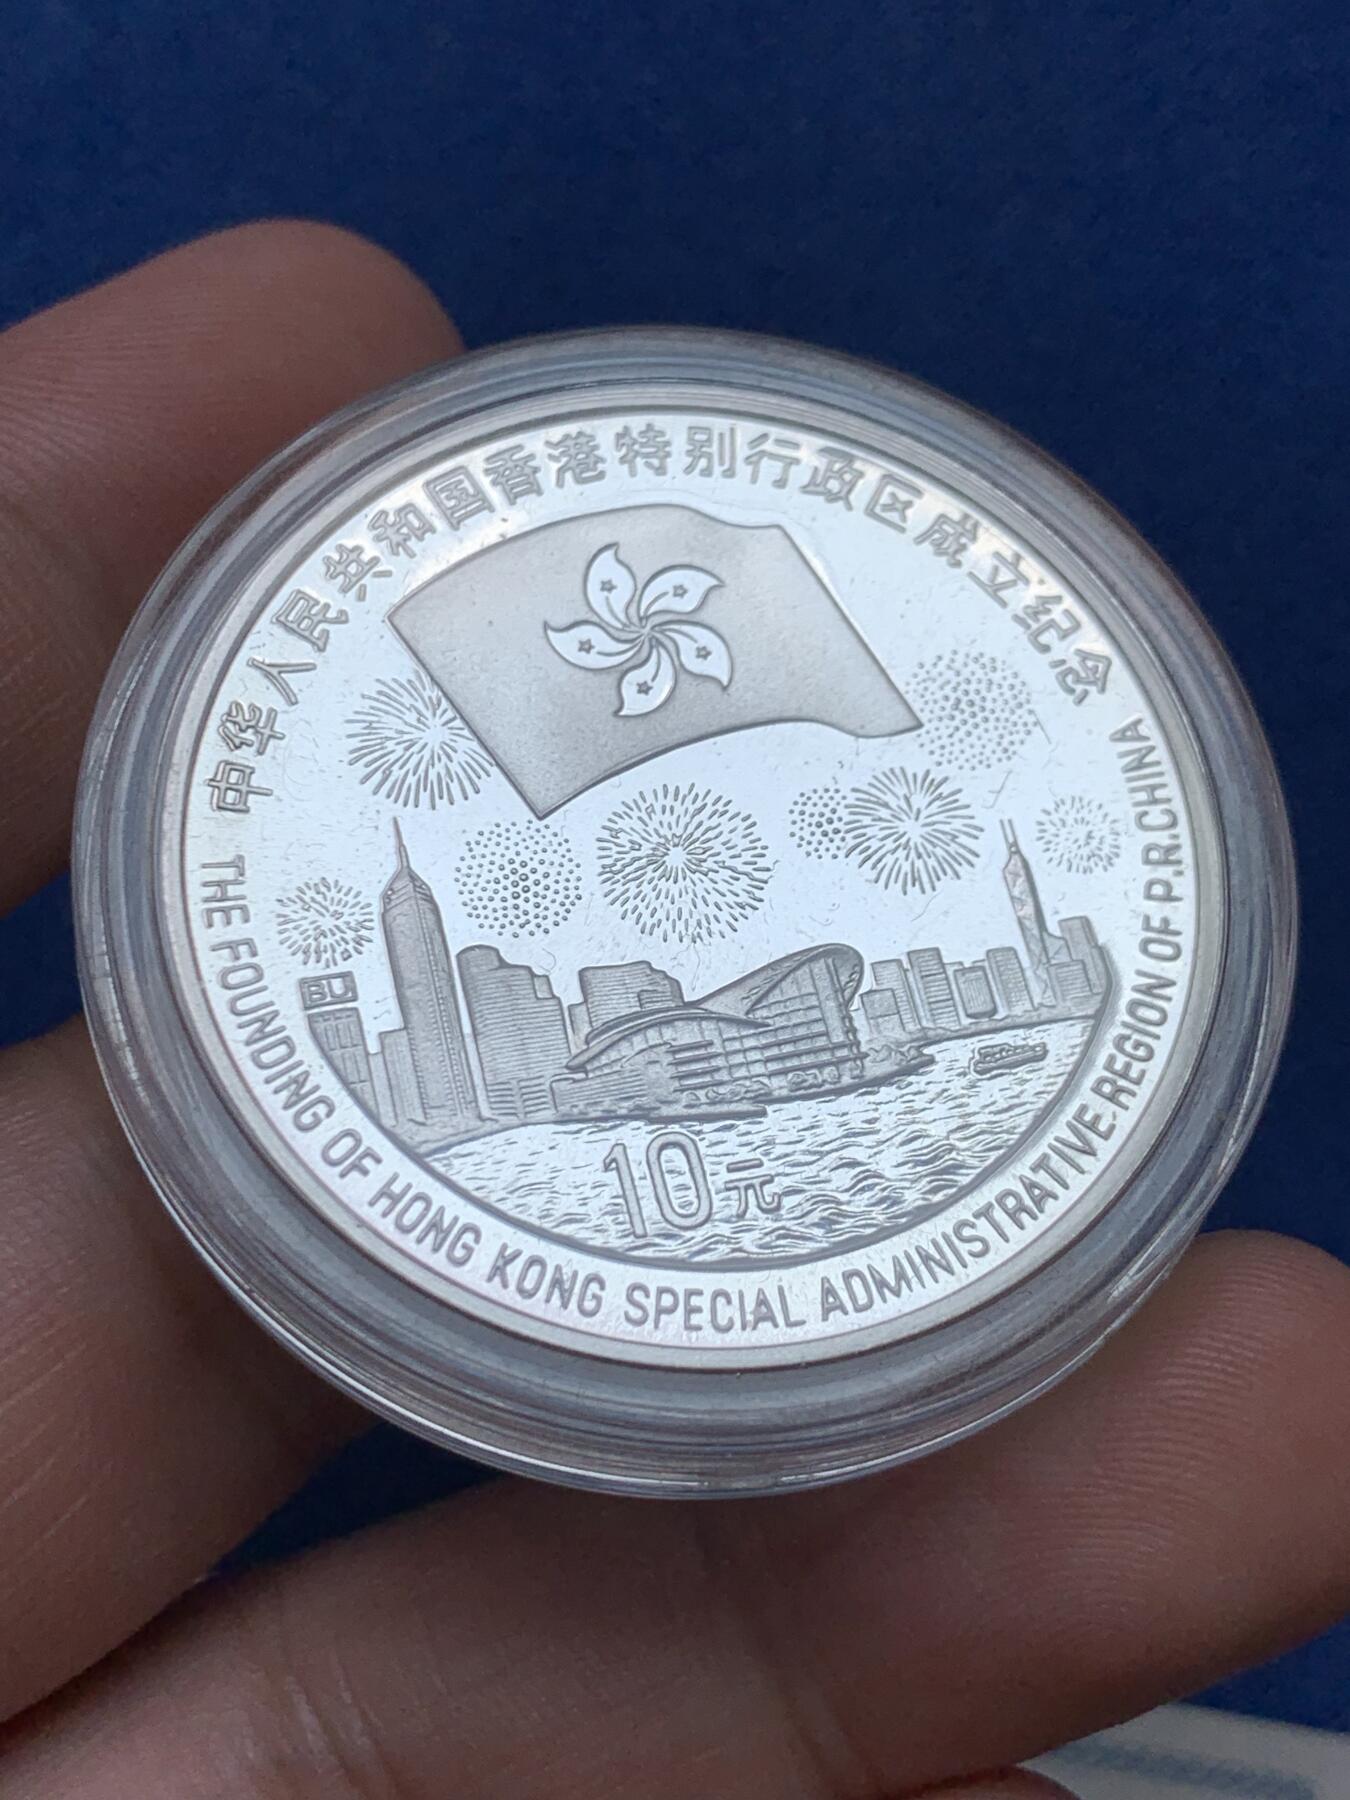 中华人民共和国香港特别行政区成立纪念
BU
10元
THE FOUNDING OF HONG KONG SPECIAL ADMINISTRATIVE REGION OF P.R.CHINA